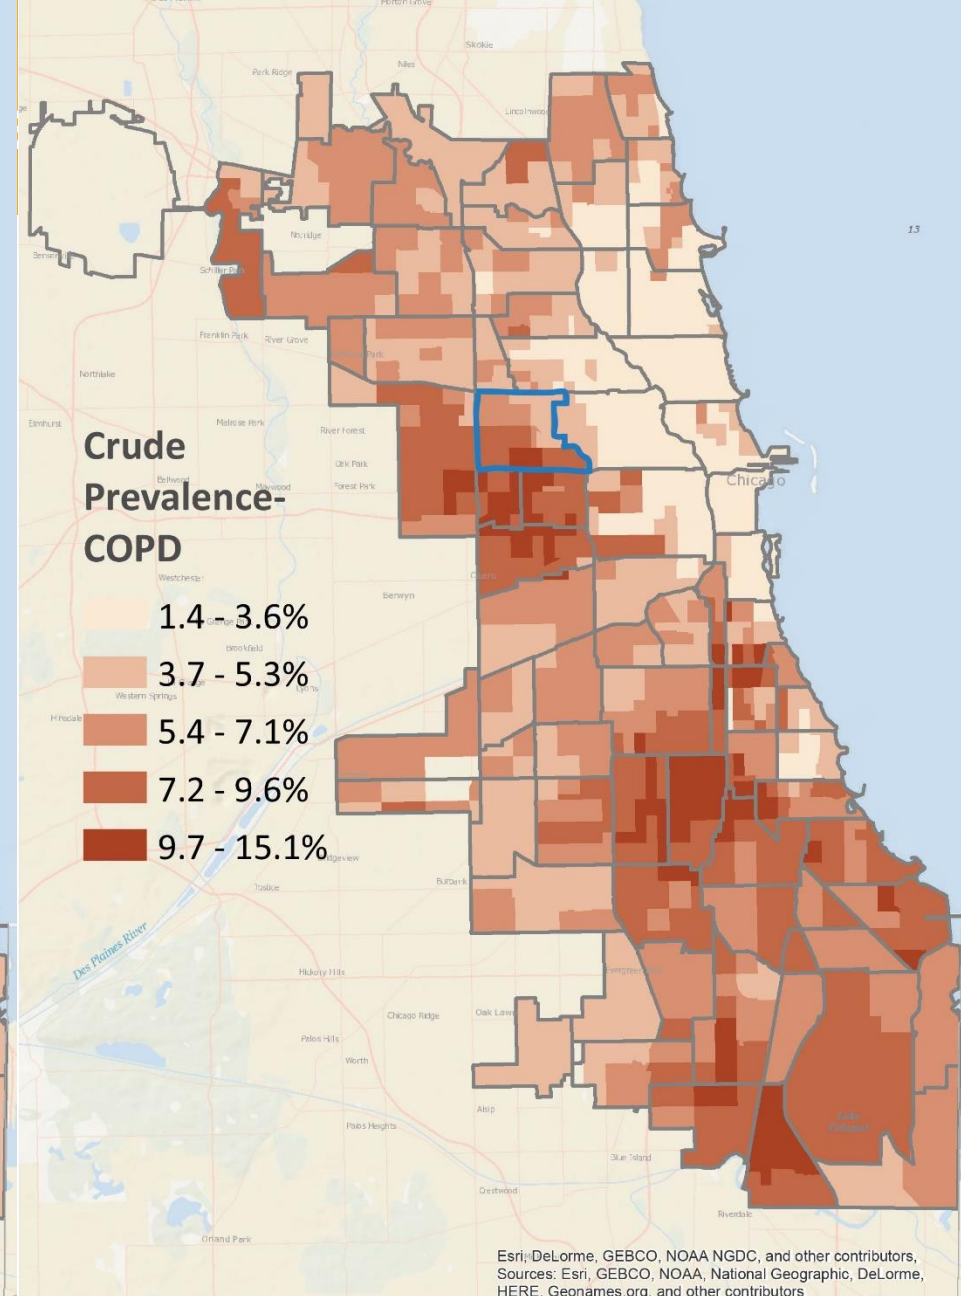 Morton Grove
Skokie
Niles
Park Ridge
Lincolnwood
13
Norridge
Schiller Park
Franklin Park
River Grove
Northlake
Elmhurst
Melrose Park
River Forest
Crude
Prevalence-
COPD
Oak Park
Bellwood
Maywood
Forest Park
Chicago
Westchester
Cicero
Berwyn
1.4 - 3.6%
Brookfield
3.7 - 5.3%
Western Springs
Lyons
Hinsdale
5.4 - 7.1%
7.2 - 9.6%
9.7 - 15.1%
Bridgeview
Justice
Burbank
Des Plaines River
Hickory Hills
Evergreen Park
Chicago Ridge
Oak Lawn
Palos Hills
Worth
Alsip
Palos Heights
Lake
Calumet
Blue Island
Crestwood
Riverdale
Orland Park
Esri, DeLorme, GEBCO, NOAA NGDC, and other contributors,
Sources: Esri, GEBCO, NOAA, National Geographic, DeLorme,
HERE, Geonames.org, and other contributors